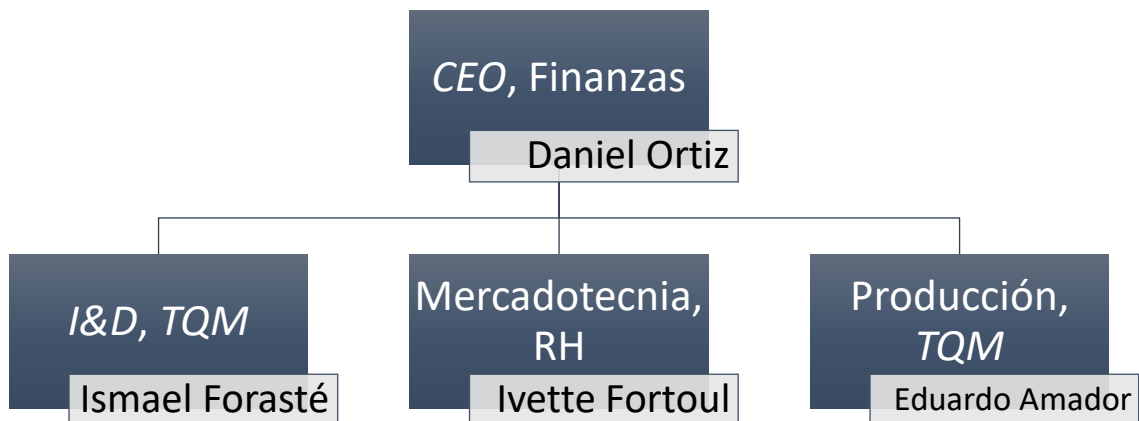 CEO, Finanzas
Daniel Ortiz
I&D, TQM
Ismael Forasté
Mercadotecnia,
RH
Ivette Fortoul
Producción,
TQM
Eduardo Amador